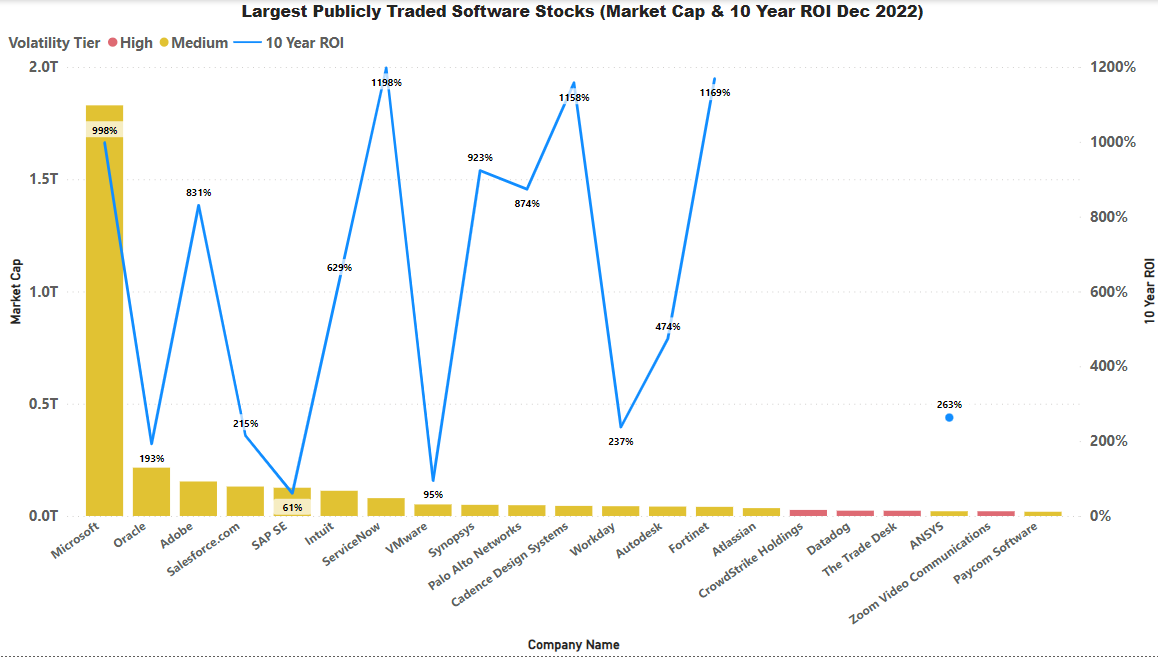 Largest Publicly Traded Software Stocks (Market Cap & 10 Year ROI Dec 2022)
Volatility Tier High Medium 10 Year ROI
2.0T
1.5T
1.0T
0.5T
0.0T
Market Cap
1200%
1000%
800%
600%
400%
200%
0%
10 Year ROI
998%
193%
831%
215%
61%
629%
1198%
95%
923%
874%
1158%
237%
474%
1169%
263%
Microsoft
Oracle
Adobe
Salesforce.com
SAP SE
Intuit
ServiceNow
VMware
Synopsys
Palo Alto Networks
Cadence Design Systems
Workday
Autodesk
Fortinet
Atlassian
CrowdStrike Holdings
Datadog
The Trade Desk
ANSYS
Zoom Video Communications
Paycom Software
Company Name